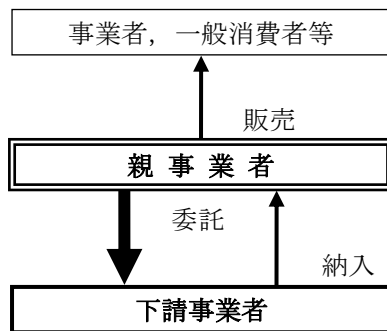 事業者，一般消費者等
販売
親 事 業 者
委託
納入
下請事業者